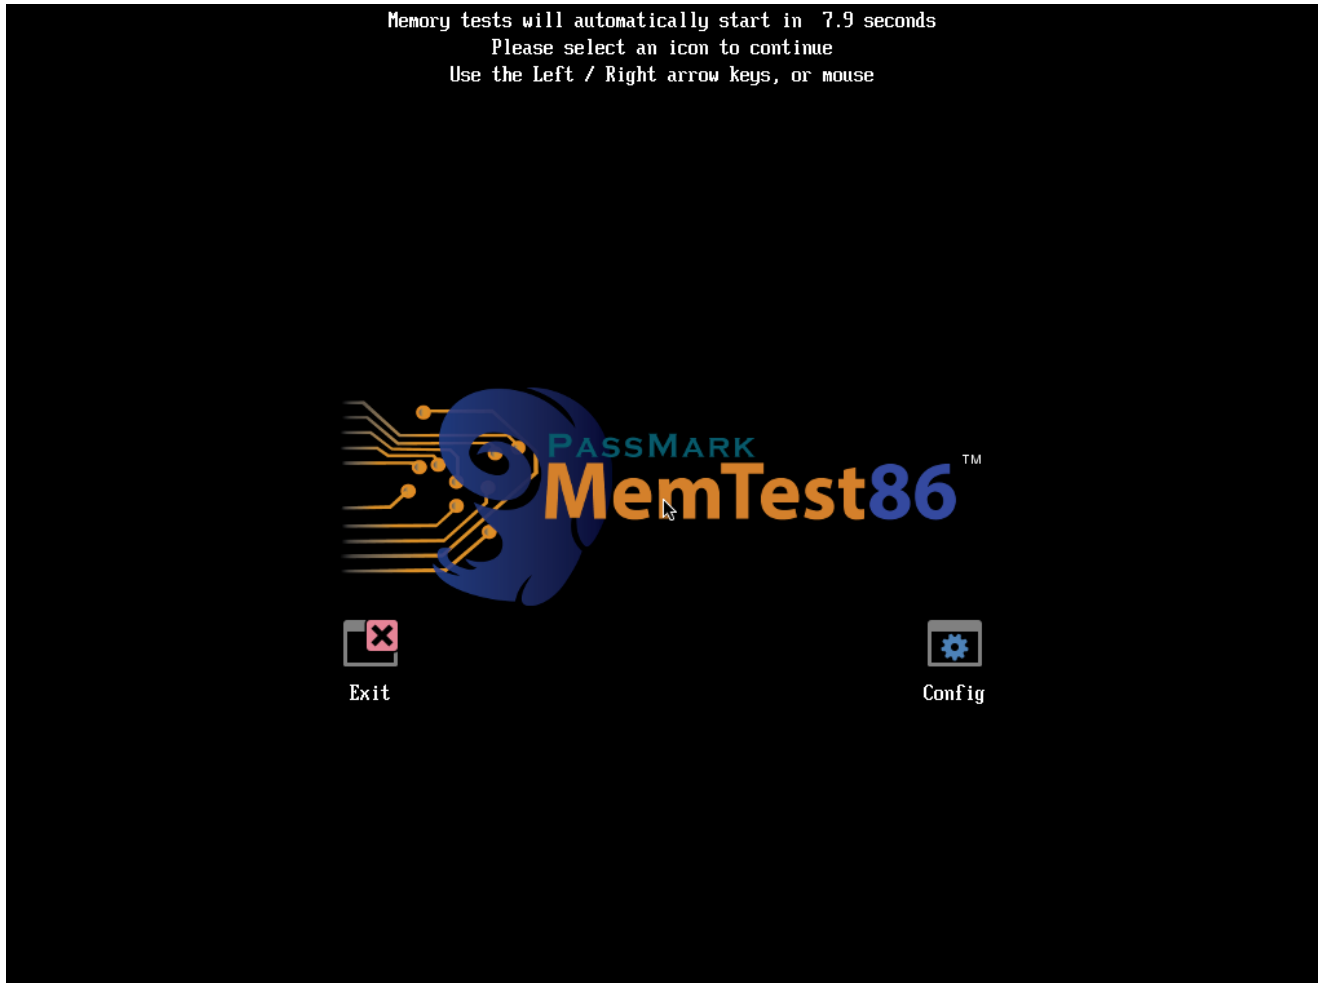 Memory tests will automatically start in 7.9 seconds
Please select an icon to continue
Use the Left / Right arrow keys, or mouse
PASSMARK
MemTest86 TM
Exit
Config